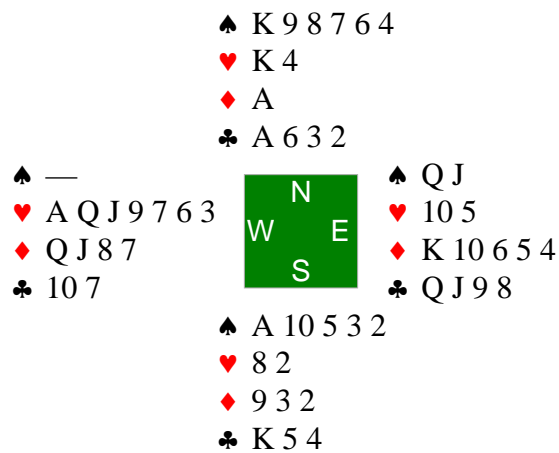 ♠ K 9 8 7 6 4
♥ K 4
♦ A
♣ A 6 3 2
♠ —
♥ A Q J 9 7 6 3
♦ Q J 8 7
♣ 10 7
N
W E
S
♠ Q J
♥ 10 5
♦ K 10 6 5 4
♣ Q J 9 8
♠ A 10 5 3 2
♥ 8 2
♦ 9 3 2
♣ K 5 4